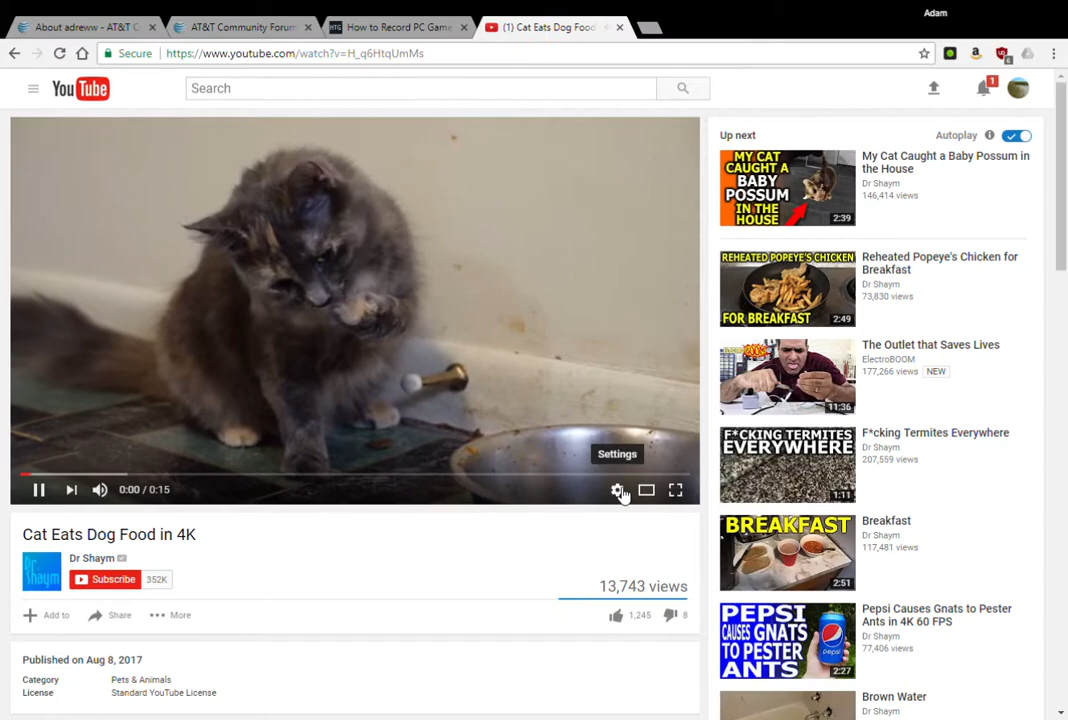 Adam
About adreww - AT&T C
AT&T Community Forum
HTG How to Record PC Game
(1) Cat Eats Dog Food
Secure https://www.youtube.com/watch?v=H_q6HtqUmMs
YouTube
Search
1
Up next
Autoplay
MY CAT CAUGHT A BABY POSSUM IN THE HOUSE
2:39
My Cat Caught a Baby Possum in
the House
Dr Shaym
146,414 views
REHEATED POPEYE'S CHICKEN
FOR BREAKFAST
2:49
Reheated Popeye's Chicken for
Breakfast
Dr Shaym
73,830 views
11:36
The Outlet that Saves Lives
ElectroBOOM
177,266 views NEW
F*CKING TERMITES
EVERYWHERE
1:11
F*cking Termites Everywhere
Dr Shaym
207,559 views
BREAKFAST
2:51
Breakfast
Dr Shaym
117,481 views
PEPSI
CAUSES GNATS
TO PESTER
ANTS
2:27
Pepsi Causes Gnats to Pester
Ants in 4K 60 FPS
Dr Shaym
77,406 views
Brown Water
Dr Shaym
Settings
0:00 / 0:15
Cat Eats Dog Food in 4K
Dr Shaym
Dr Shaym
Subscribe 352K
13,743 views
Add to Share More
1,245 8
Published on Aug 8, 2017
Category Pets & Animals
License Standard YouTube License